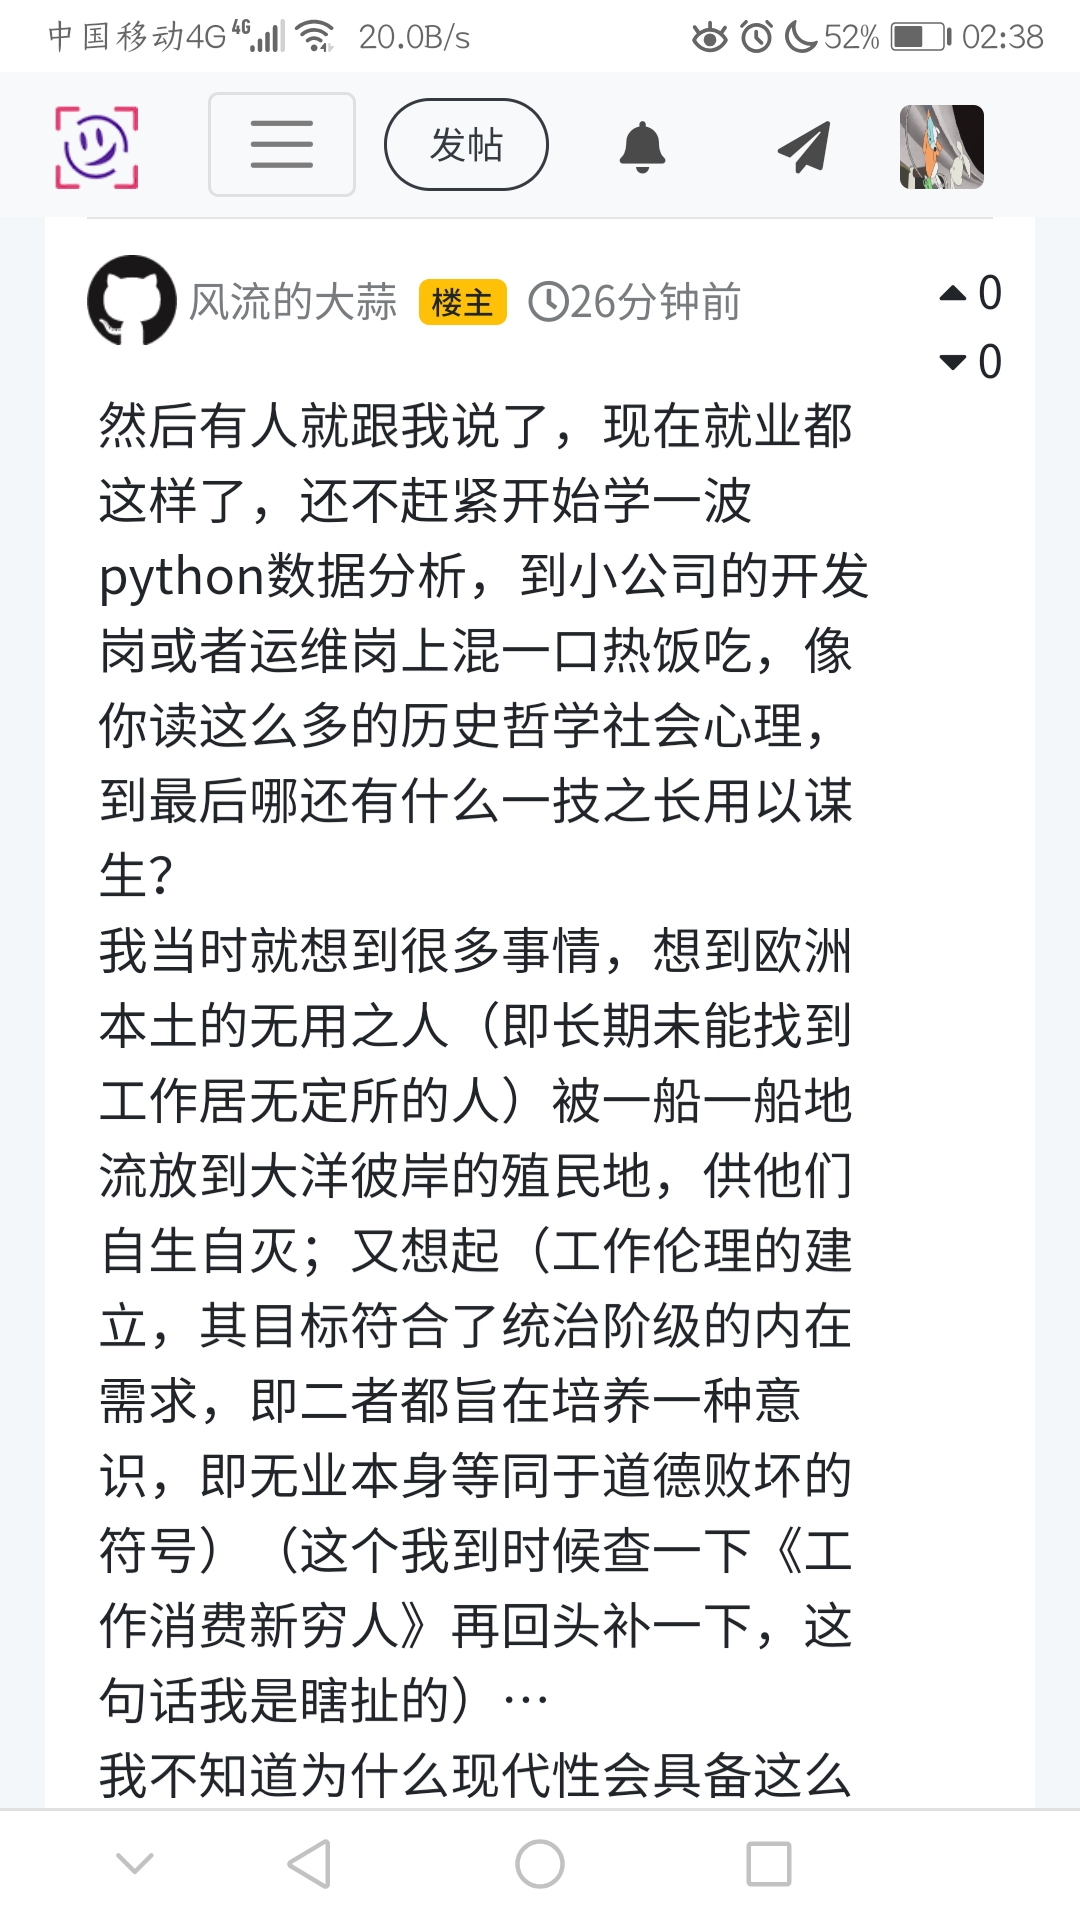 中国移动4G 4G 20.0B/s 52% 02:38
发帖
风流的大蒜 楼主 26分钟前 0
0
然后有人就跟我说了，现在就业都
这样了，还不赶紧开始学一波
python数据分析，到小公司的开发
岗或者运维岗上混一口热饭吃，像
你读这么多的历史哲学社会心理，
到最后哪还有什么一技之长用以谋
生？
我当时就想到很多事情，想到欧洲
本土的无用之人（即长期未能找到
工作居无定所的人）被一船一船地
流放到大洋彼岸的殖民地，供他们
自生自灭；又想起（工作伦理的建
立，其目标符合了统治阶级的内在
需求，即二者都旨在培养一种意
识，即无业本身等同于道德败坏的
符号）（这个我到时候查一下《工
作消费新穷人》再回头补一下，这
句话我是瞎扯的）…
我不知道为什么现代性会具备这么